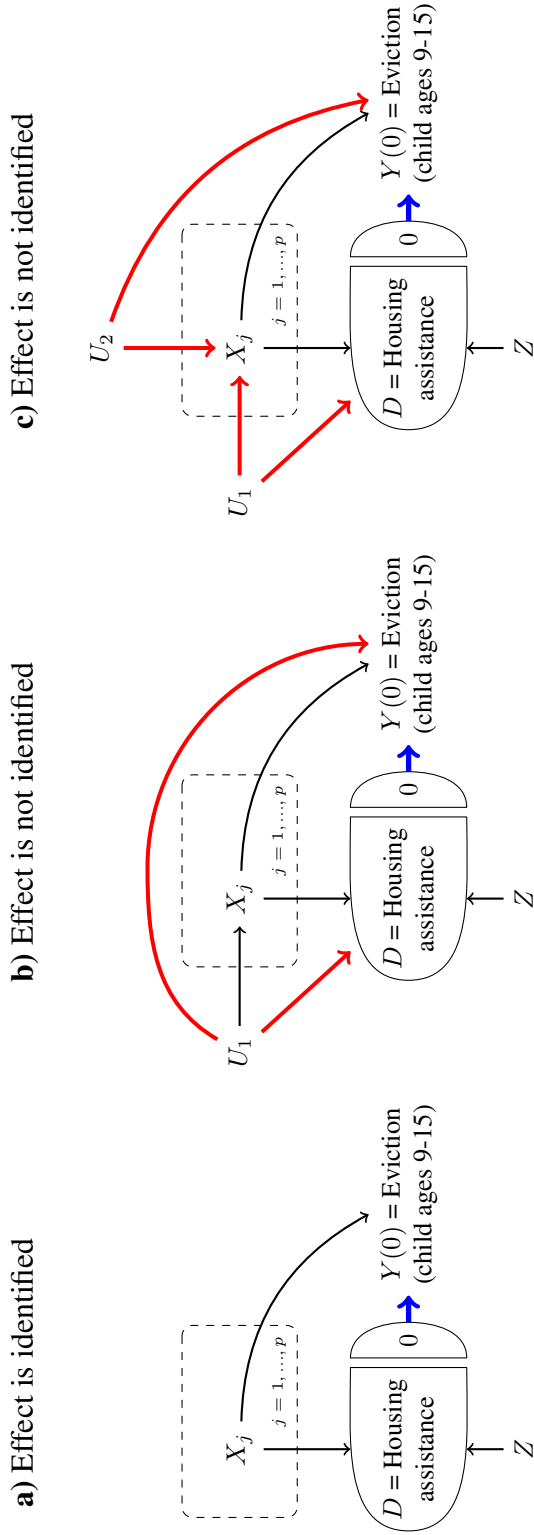 a) Effect is identified
X_j
j = 1, ..., p
D = Housing
assistance
0
Y(0) = Eviction
(child ages 9-15)
Z
b) Effect is not identified
U_1
X_j
j = 1, ..., p
D = Housing
assistance
0
Y(0) = Eviction
(child ages 9-15)
Z
c) Effect is not identified
U_2
U_1
X_j
j = 1, ..., p
D = Housing
assistance
0
Y(0) = Eviction
(child ages 9-15)
Z